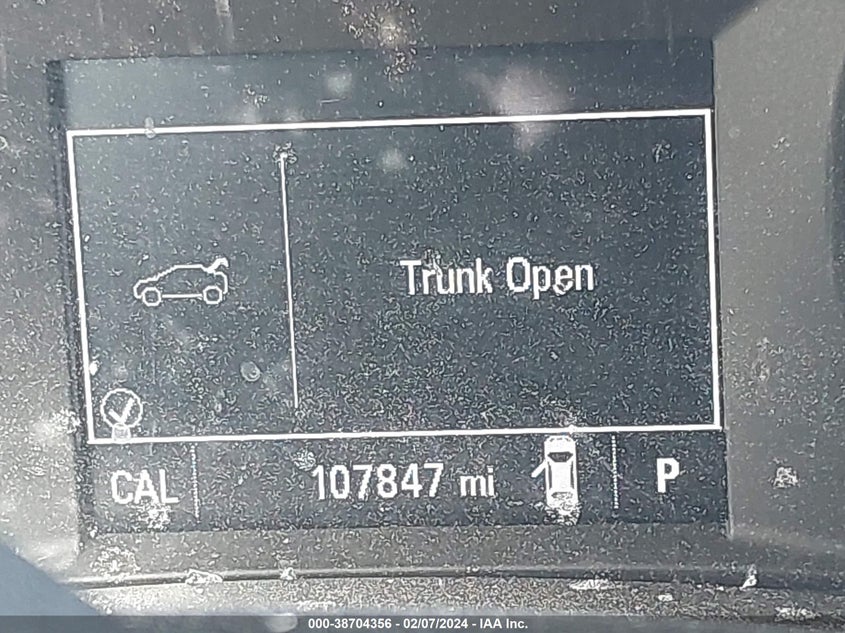 Trunk Open
CAL 107847 mi P
000-38704356 - 02/07/2024 - IAA Inc.